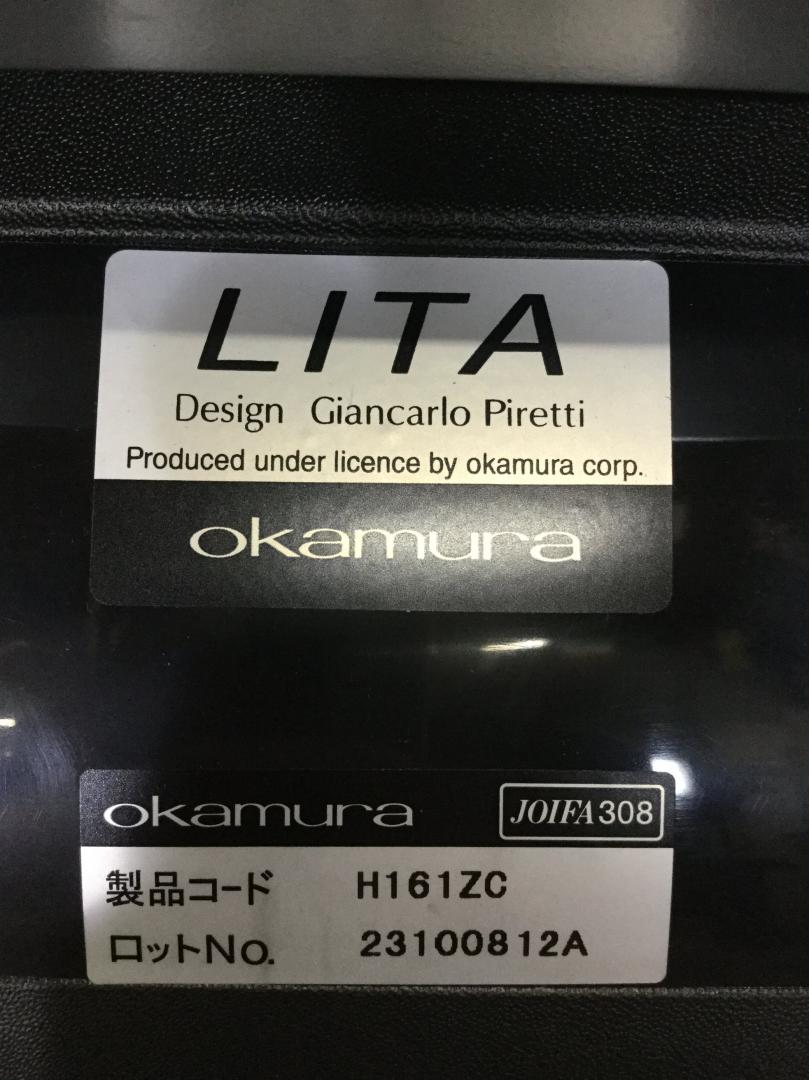 LITA
Design Giancarlo Piretti
Produced under licence by okamura corp.
okamura
okamura JOIFA308
製品コード H161ZC
ロットNo. 23100812A